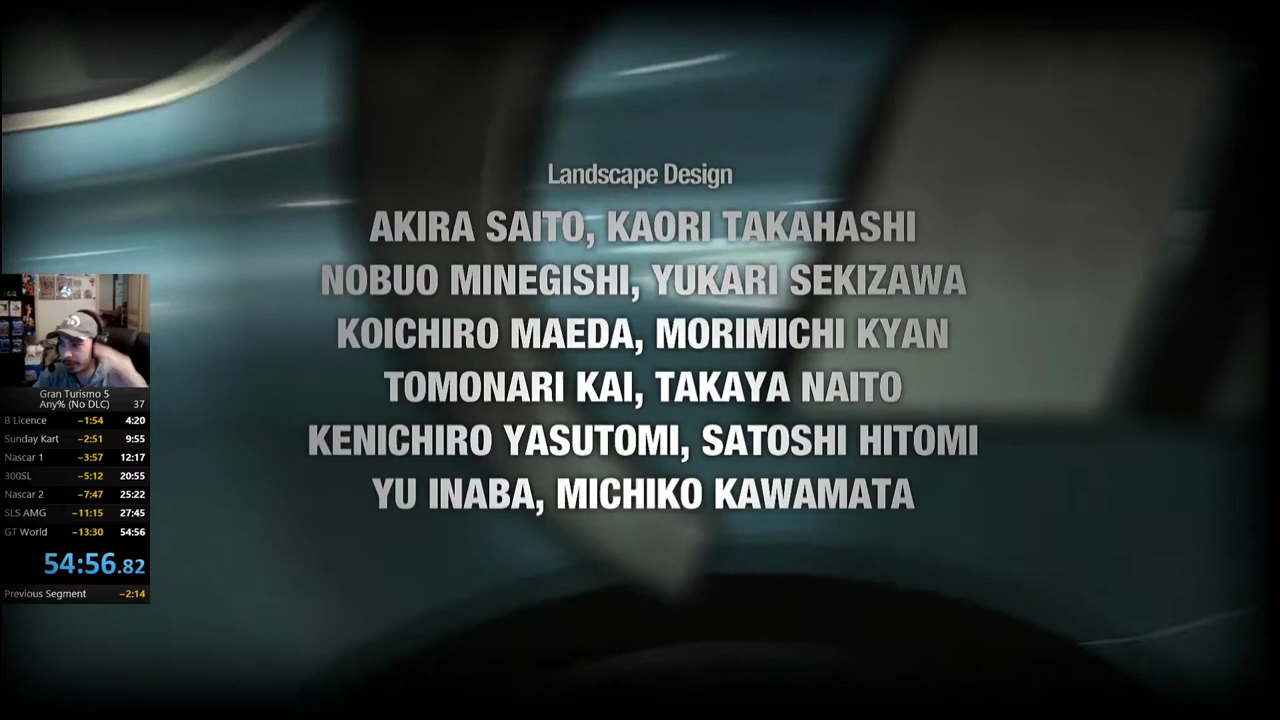 Landscape Design
AKIRA SAITO, KAORI TAKAHASHI
NOBUO MINEGISHI, YUKARI SEKIZAWA
KOICHIRO MAEDA, MORIMICHI KYAN
TOMONARI KAI, TAKAYA NAITO
KENICHIRO YASUTOMI, SATOSHI HITOMI
YU INABA, MICHIKO KAWAMATA
Gran Turismo 5
Any% (No DLC) 37
B Licence −1:54 4:20
Sunday Kart −2:51 9:55
Nascar 1 −3:57 12:17
300SL −5:12 20:55
Nascar 2 −7:47 25:22
SLS AMG −11:15 27:45
GT World −13:30 54:56
54:56.82
Previous Segment −2:14